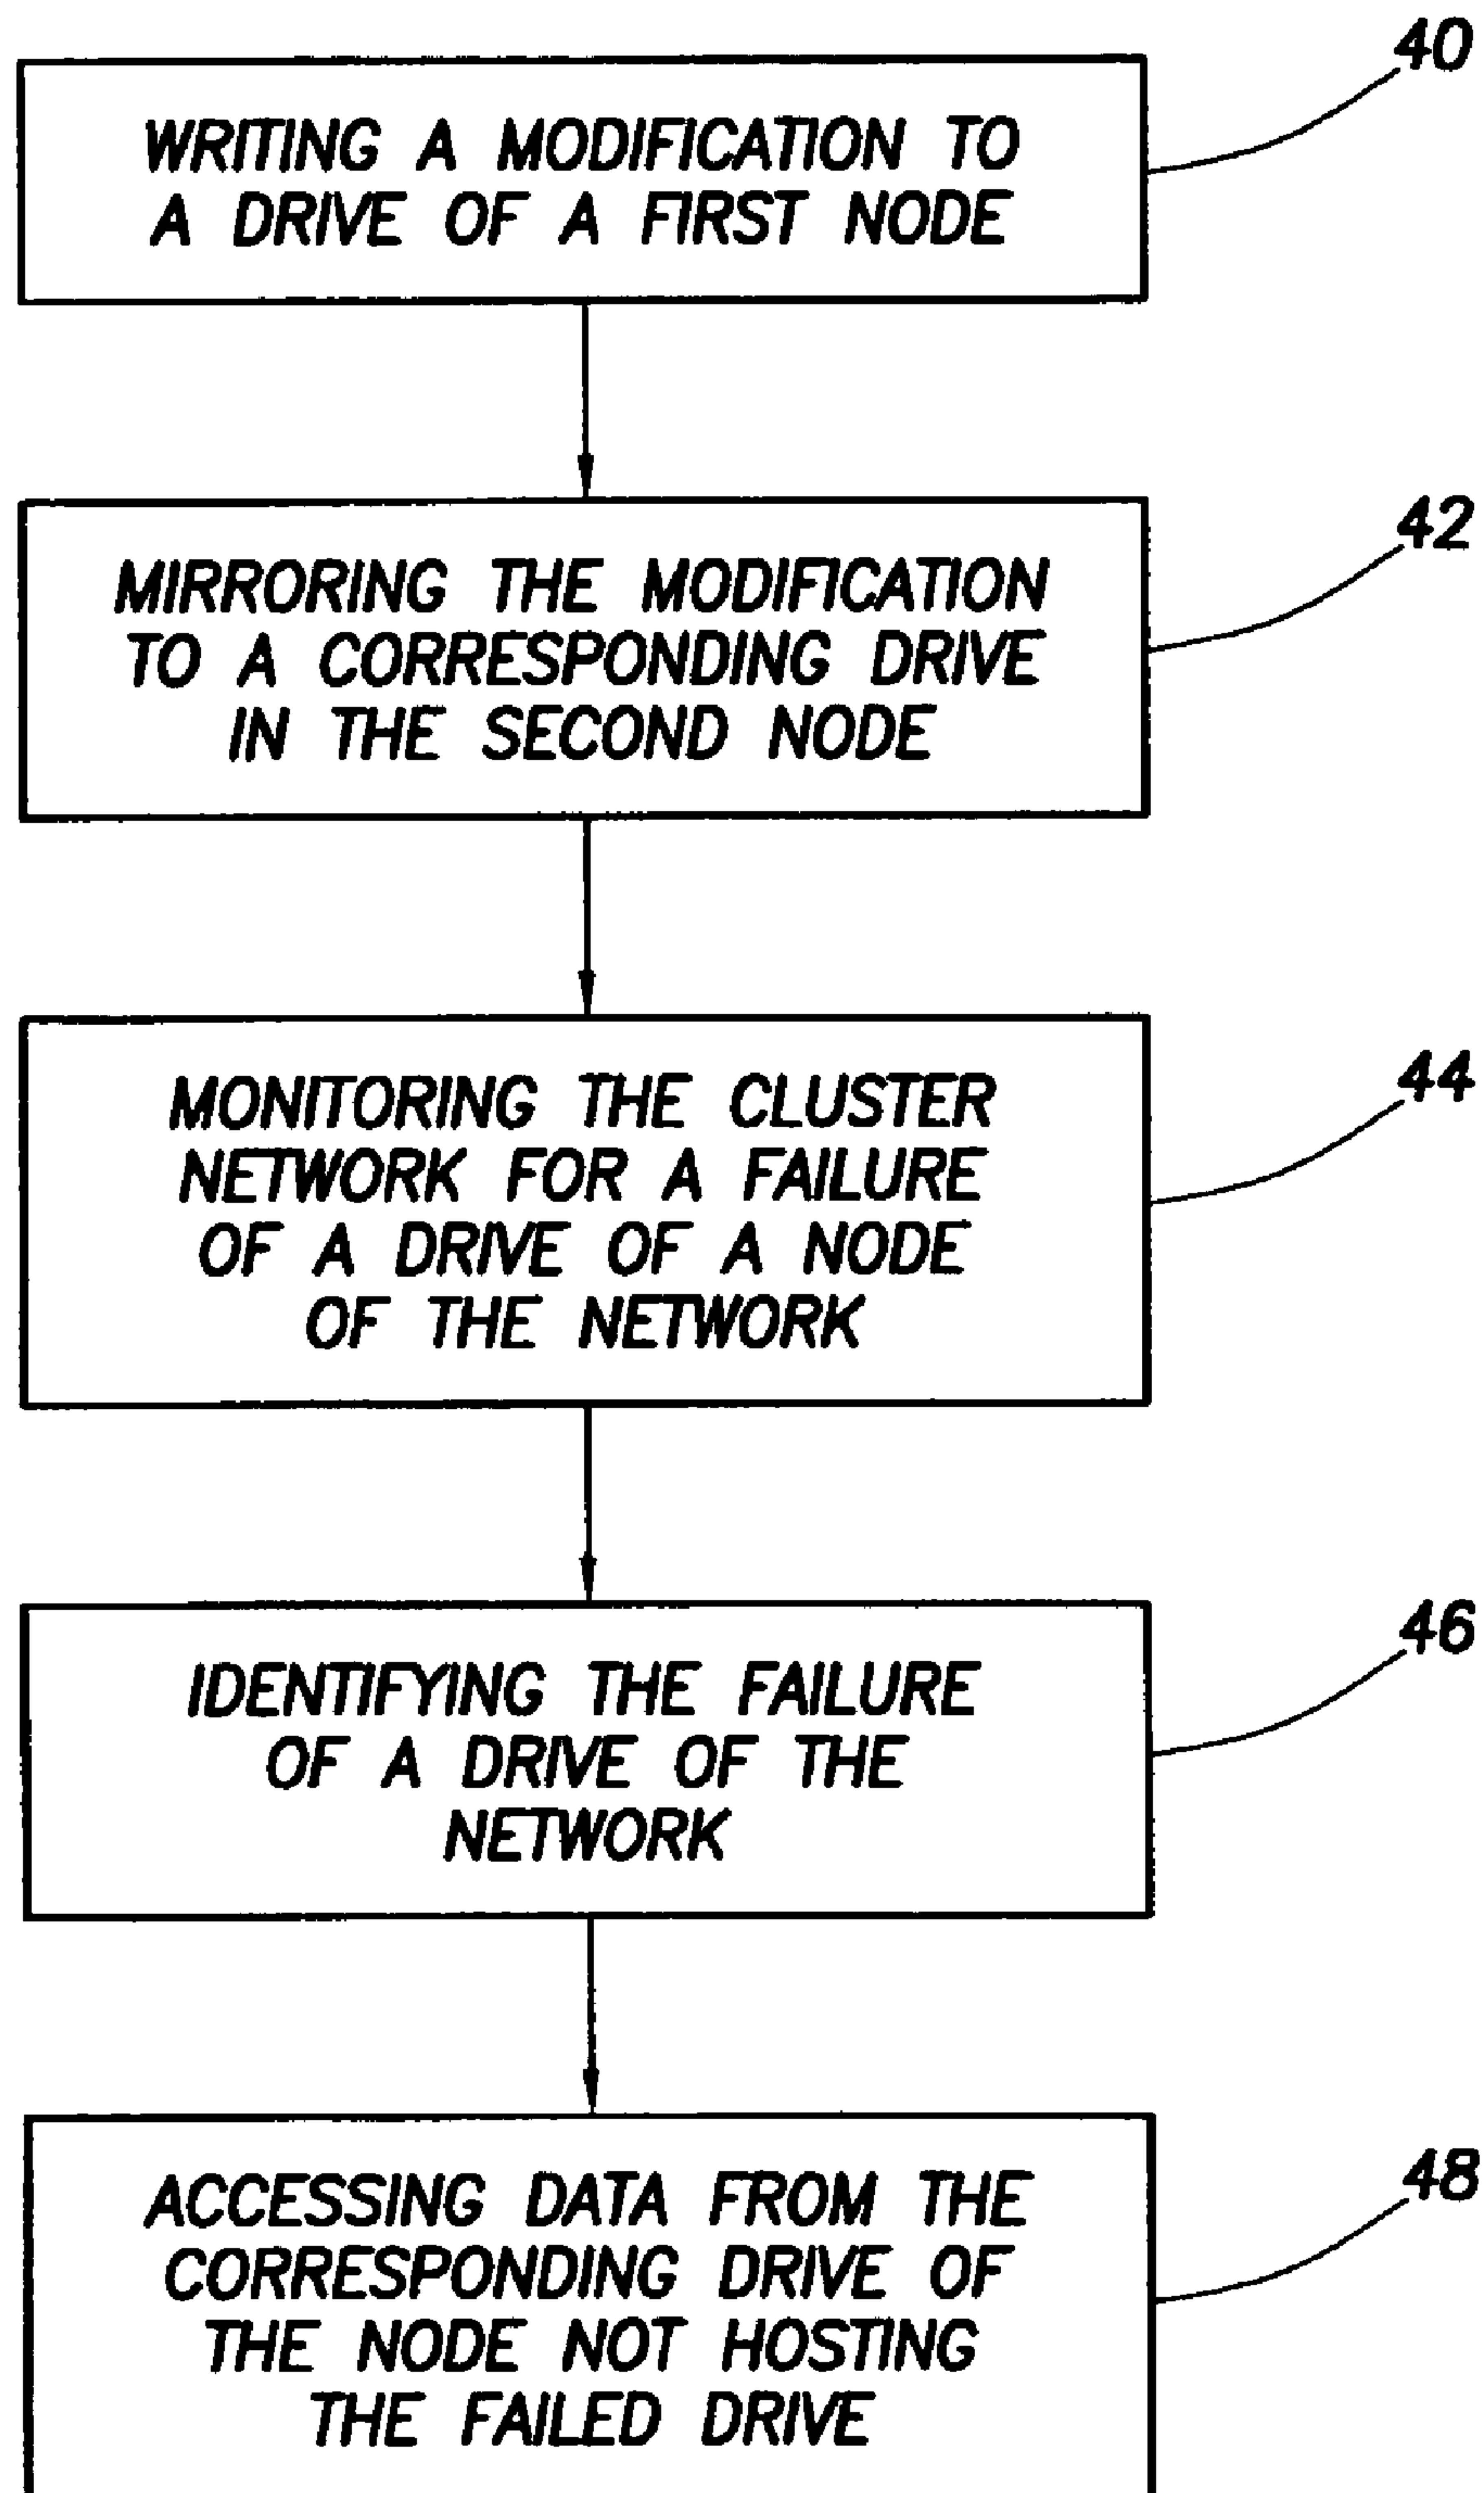 40
WRITING A MODIFICATION TO
A DRIVE OF A FIRST NODE
42
MIRRORING THE MODIFICATION
TO A CORRESPONDING DRIVE
IN THE SECOND NODE
44
MONITORING THE CLUSTER
NETWORK FOR A FAILURE
OF A DRIVE OF A NODE
OF THE NETWORK
46
IDENTIFYING THE FAILURE
OF A DRIVE OF THE
NETWORK
48
ACCESSING DATA FROM THE
CORRESPONDING DRIVE OF
THE NODE NOT HOSTING
THE FAILED DRIVE